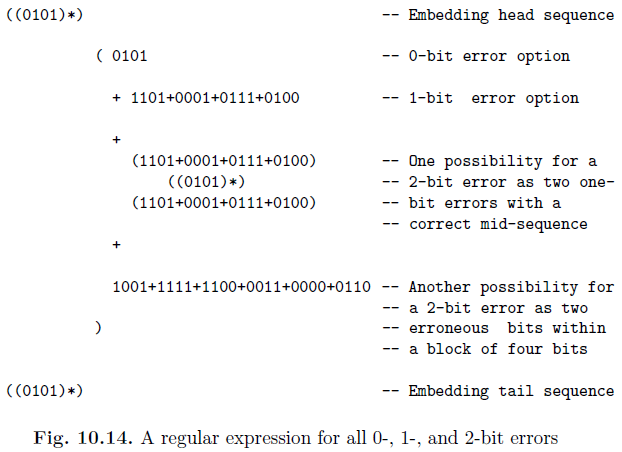 ((0101)*) -- Embedding head sequence
( 0101 -- 0-bit error option
+ 1101+0001+0111+0100 -- 1-bit error option
+
(1101+0001+0111+0100) -- One possibility for a
((0101)*) -- 2-bit error as two one-
(1101+0001+0111+0100) -- bit errors with a
-- correct mid-sequence
+
1001+1111+1100+0011+0000+0110 -- Another possibility for
-- a 2-bit error as two
) -- erroneous bits within
-- a block of four bits
((0101)*) -- Embedding tail sequence
Fig. 10.14. A regular expression for all 0-, 1-, and 2-bit errors